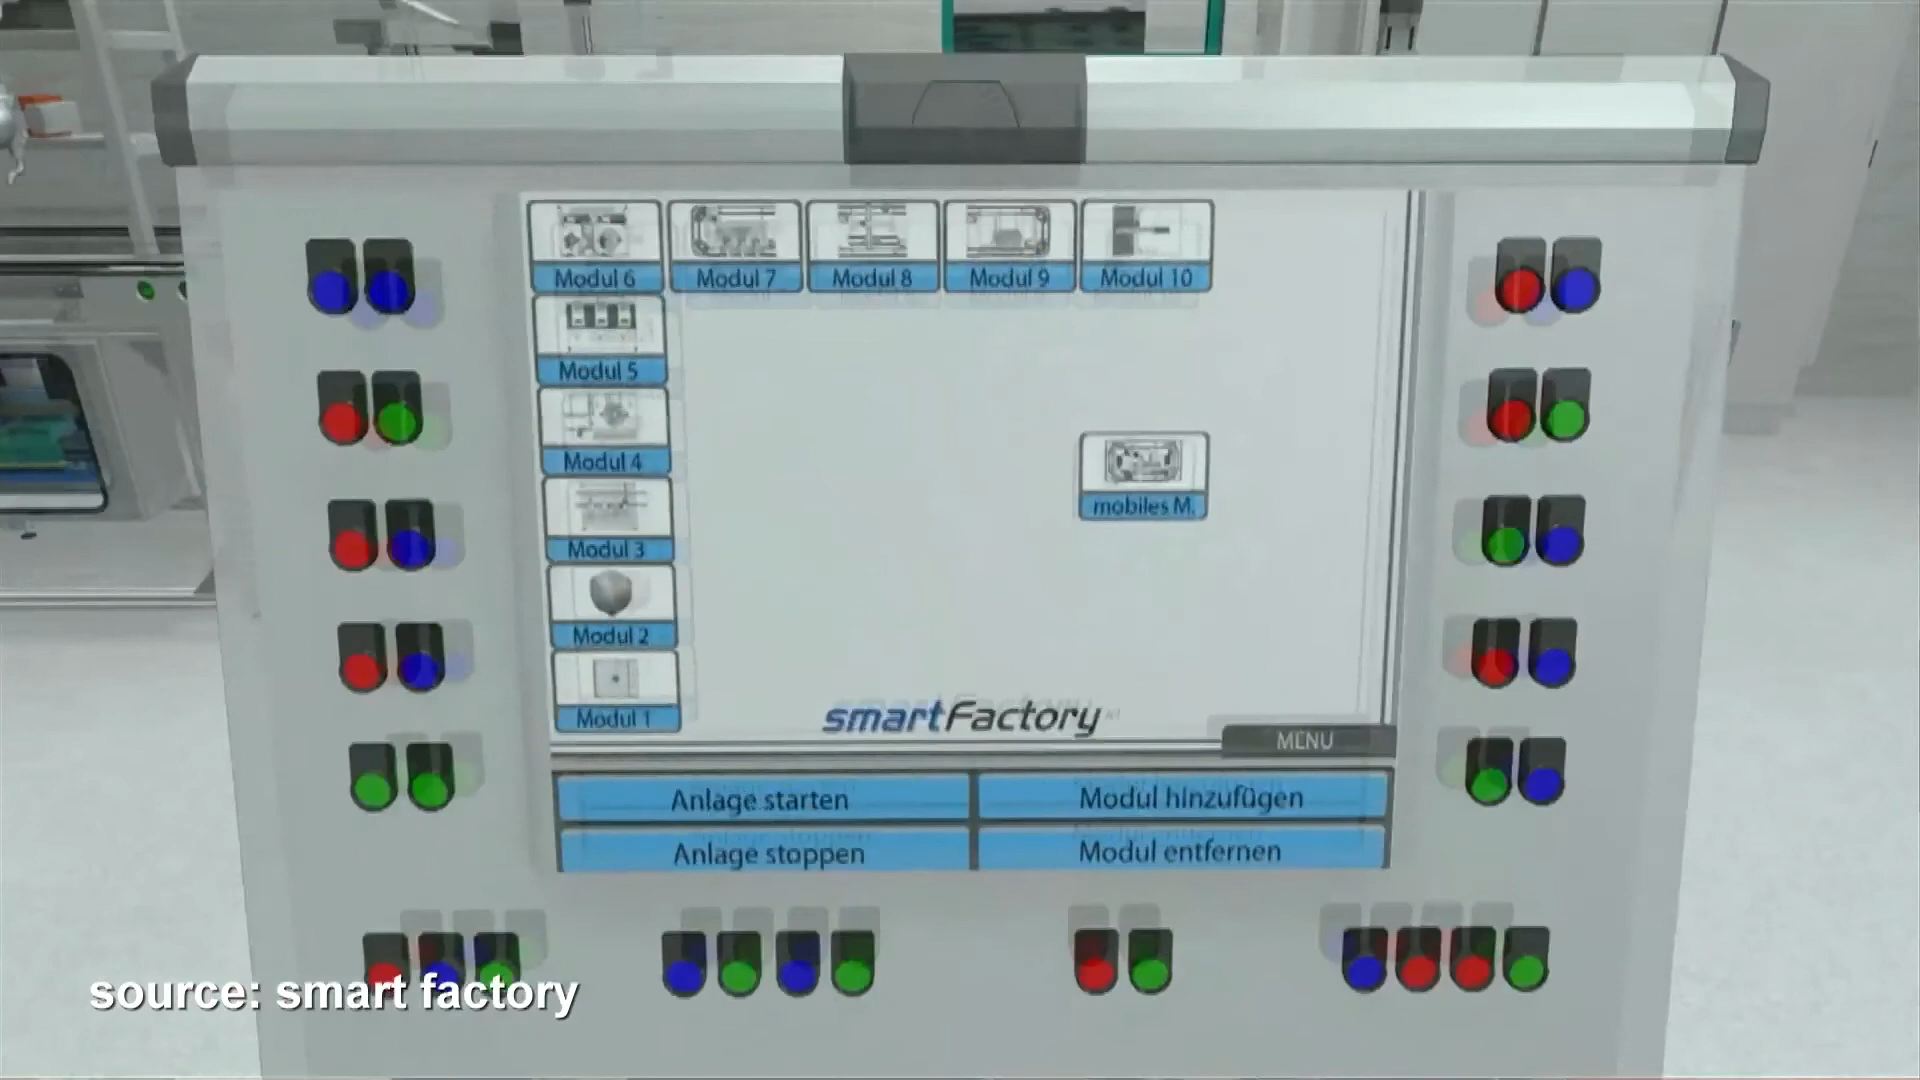 Modul 6
Modul 7
Modul 8
Modul 9
Modul 10
Modul 5
Modul 4
mobiles M.
Modul 3
Modul 2
Modul 1
smartFactory
MENU
Anlage starten
Modul hinzufügen
Anlage stoppen
Modul entfernen
source: smart factory